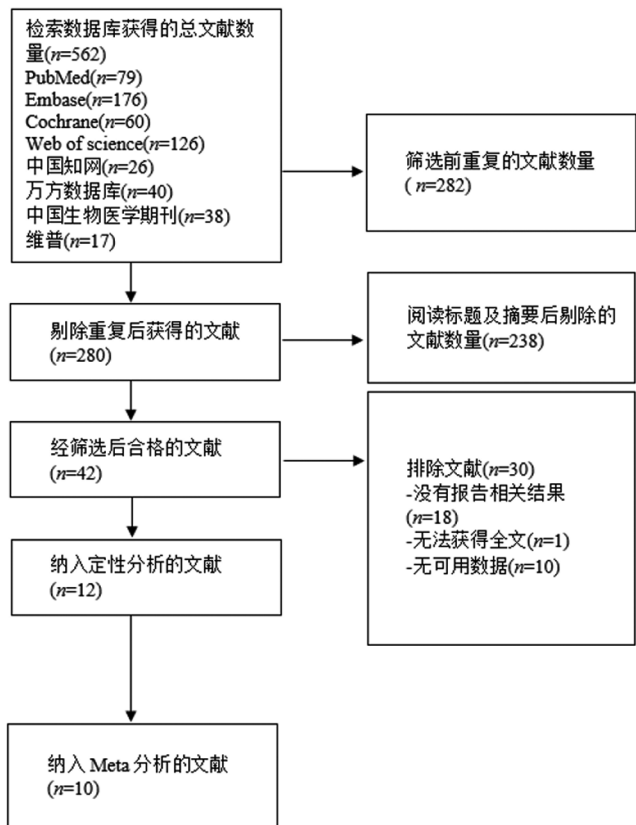 检索数据库获得的总文献数
量(n=562)
PubMed(n=79)
Embase(n=176)
Cochrane(n=60)
Web of science(n=126)
中国知网(n=26)
万方数据库(n=40)
中国生物医学期刊(n=38)
维普(n=17)
筛选前重复的文献数量
( n=282)
剔除重复后获得的文献
(n=280)
阅读标题及摘要后剔除的
文献数量(n=238)
经筛选后合格的文献
(n=42)
排除文献(n=30)
-没有报告相关结果
(n=18)
-无法获得全文(n=1)
-无可用数据(n=10)
纳入定性分析的文献
(n=12)
纳入 Meta 分析的文献
(n=10)